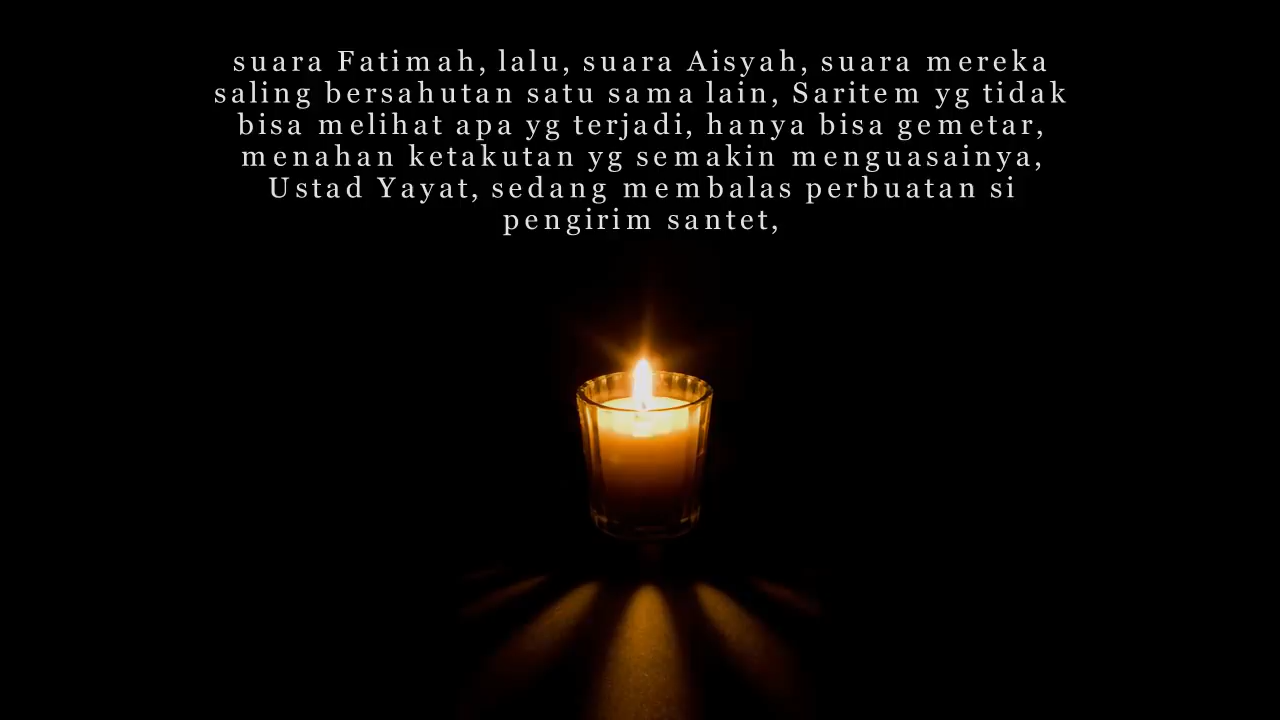 suara Fatimah, lalu, suara Aisyah, suara mereka
saling bersahutan satu sama lain, Saritem yg tidak
bisa melihat apa yg terjadi, hanya bisa gemetar,
menahan ketakutan yg semakin menguasainya,
Ustad Yayat, sedang membalas perbuatan si
pengirim santet,